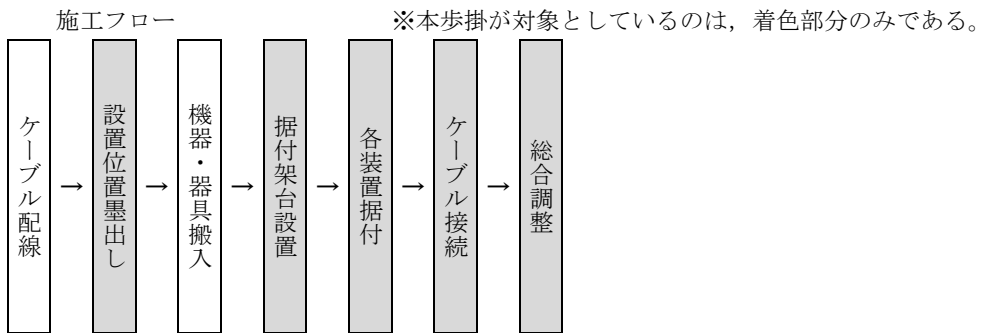 施工フロー
※本歩掛が対象としているのは，着色部分のみである。
ケーブル配線
→
設置位置墨出し
→
機器・器具搬入
→
据付架台設置
→
各装置据付
→
ケーブル接続
→
総合調整